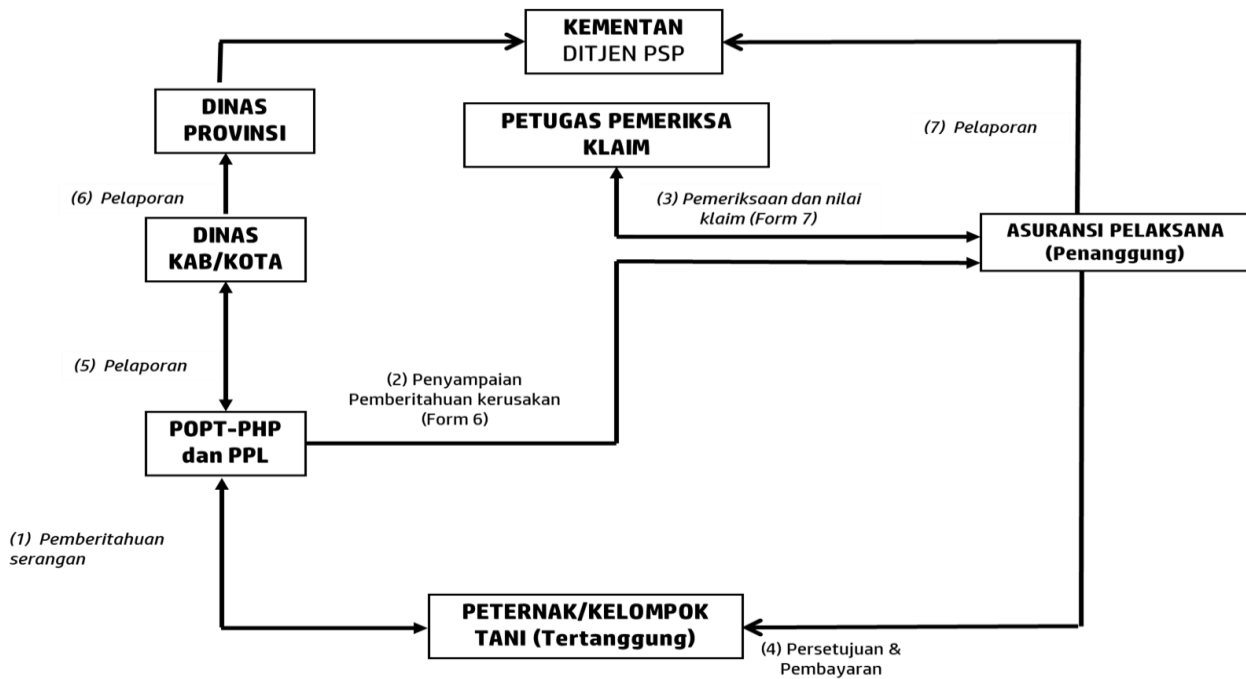 KEMENTAN
DITJEN PSP
DINAS
PROVINSI
PETUGAS PEMERIKSA
KLAIM
(7) Pelaporan
(6) Pelaporan
(3) Pemeriksaan dan nilai
klaim (Form 7)
DINAS
KAB/KOTA
ASURANSI PELAKSANA
(Penanggung)
(5) Pelaporan
(2) Penyampaian
Pemberitahuan kerusakan
(Form 6)
POPT-PHP
dan PPL
(1) Pemberitahuan
serangan
PETERNAK/KELOMPOK
TANI (Tertanggung)
(4) Persetujuan &
Pembayaran